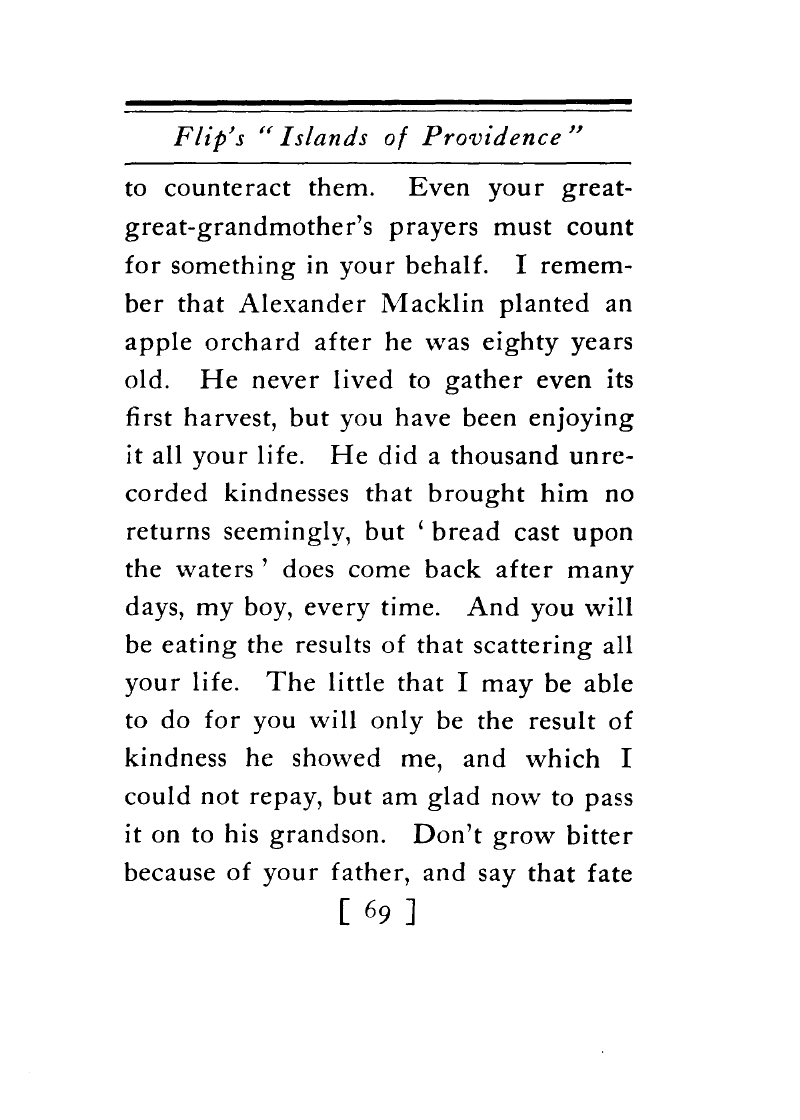 Flip's "Islands of Providence"
to counteract them. Even your great-
great-grandmother's prayers must count
for something in your behalf. I remem-
ber that Alexander Macklin planted an
apple orchard after he was eighty years
old. He never lived to gather even its
first harvest, but you have been enjoying
it all your life. He did a thousand unre-
corded kindnesses that brought him no
returns seemingly, but ‘bread cast upon
the waters’ does come back after many
days, my boy, every time. And you will
be eating the results of that scattering all
your life. The little that I may be able
to do for you will only be the result of
kindness he showed me, and which I
could not repay, but am glad now to pass
it on to his grandson. Don't grow bitter
because of your father, and say that fate
[ 69 ]